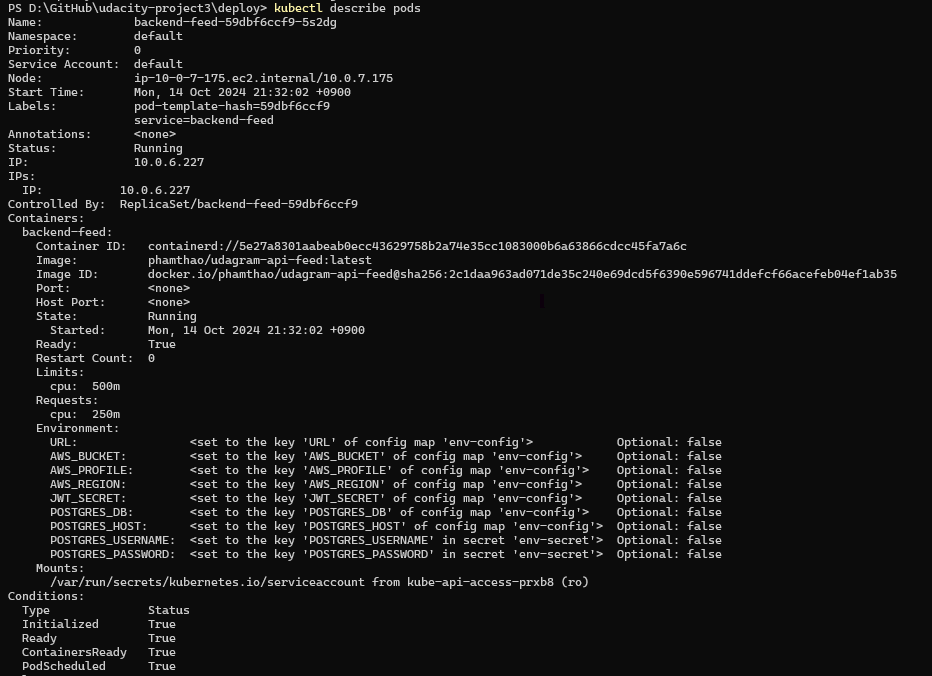 PS D:\GitHub\udacity-project3\deploy> kubectl describe pods
Name:             backend-feed-59dbf6ccf9-5s2dg
Namespace:        default
Priority:         0
Service Account:  default
Node:             ip-10-0-7-175.ec2.internal/10.0.7.175
Start Time:       Mon, 14 Oct 2024 21:32:02 +0900
Labels:           pod-template-hash=59dbf6ccf9
                  service=backend-feed
Annotations:      <none>
Status:           Running
IP:               10.0.6.227
IPs:
  IP:           10.0.6.227
Controlled By:  ReplicaSet/backend-feed-59dbf6ccf9
Containers:
  backend-feed:
    Container ID:   containerd://5e27a8301aabeab0ecc43629758b2a74e35cc1083000b6a63866cdcc45fa7a6c
    Image:          phamthao/udagram-api-feed:latest
    Image ID:       docker.io/phamthao/udagram-api-feed@sha256:2c1daa963ad071de35c240e69dcd5f6390e596741ddefcf66acefeb04ef1ab35
    Port:           <none>
    Host Port:      <none>
    State:          Running
      Started:      Mon, 14 Oct 2024 21:32:02 +0900
    Ready:          True
    Restart Count:  0
    Limits:
      cpu:  500m
    Requests:
      cpu:  250m
    Environment:
      URL:                <set to the key 'URL' of config map 'env-config'>            Optional: false
      AWS_BUCKET:         <set to the key 'AWS_BUCKET' of config map 'env-config'>     Optional: false
      AWS_PROFILE:        <set to the key 'AWS_PROFILE' of config map 'env-config'>    Optional: false
      AWS_REGION:         <set to the key 'AWS_REGION' of config map 'env-config'>     Optional: false
      JWT_SECRET:         <set to the key 'JWT_SECRET' of config map 'env-config'>     Optional: false
      POSTGRES_DB:        <set to the key 'POSTGRES_DB' of config map 'env-config'>    Optional: false
      POSTGRES_HOST:      <set to the key 'POSTGRES_HOST' of config map 'env-config'>  Optional: false
      POSTGRES_USERNAME:  <set to the key 'POSTGRES_USERNAME' in secret 'env-secret'>  Optional: false
      POSTGRES_PASSWORD:  <set to the key 'POSTGRES_PASSWORD' in secret 'env-secret'>  Optional: false
    Mounts:
      /var/run/secrets/kubernetes.io/serviceaccount from kube-api-access-prxb8 (ro)
Conditions:
  Type              Status
  Initialized       True
  Ready             True
  ContainersReady   True
  PodScheduled      True